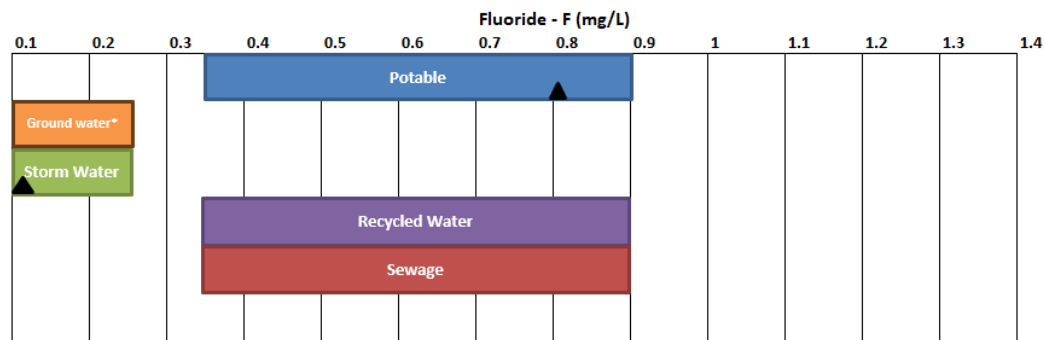 Fluoride - F (mg/L)
0.1 0.2 0.3 0.4 0.5 0.6 0.7 0.8 0.9 1 1.1 1.2 1.3 1.4
Potable
Ground water*
Storm Water
Recycled Water
Sewage